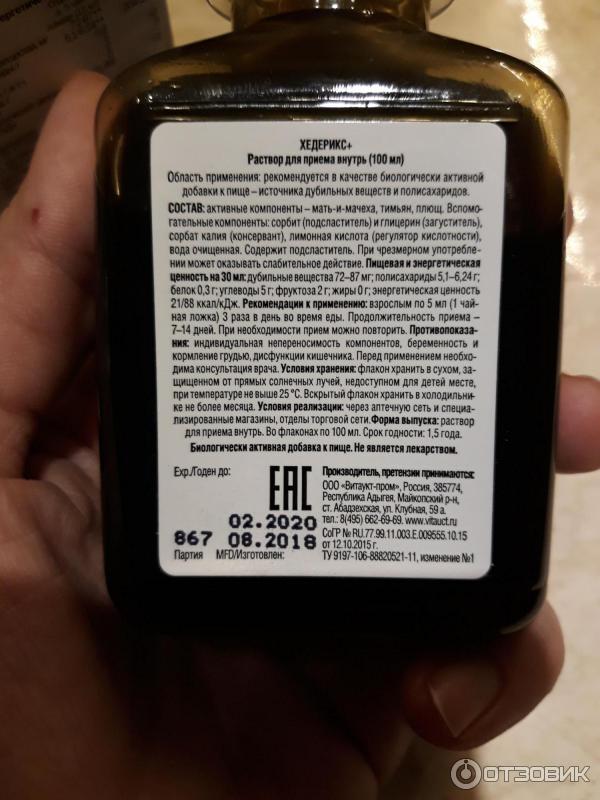 ХЕДЕРИКС+
Раствор для приема внутрь (100 мл)
Область применения: рекомендуется в качестве биологически активной
добавки к пище – источника дубильных веществ и полисахаридов.
СОСТАВ: активные компоненты – мать-и-мачеха, тимьян, плющ. Вспомо-
гательные компоненты: сорбит (подсластитель) и глицерин (загуститель),
сорбат калия (консервант), лимонная кислота (регулятор кислотности),
вода очищенная. Содержит подсластитель. При чрезмерном употребле-
нии может оказывать слабительное действие. Пищевая и энергетическая
ценность на 30 мл: дубильные вещества 72–87 мг; полисахариды 5,1–6,24 г;
белок 0,3 г; углеводы 5 г; фруктоза 2 г; жиры 0 г; энергетическая ценность
21/88 ккал/кДж. Рекомендации к применению: взрослым по 5 мл (1 чай-
ная ложка) 3 раза в день во время еды. Продолжительность приема –
7–14 дней. При необходимости прием можно повторить. Противопоказа-
ния: индивидуальная непереносимость компонентов, беременность и
кормление грудью, дисфункции кишечника. Перед применением необхо-
дима консультация врача. Условия хранения: флакон хранить в сухом, за-
щищенном от прямых солнечных лучей, недоступном для детей месте,
при температуре не выше 25 °С. Вскрытый флакон хранить в холодильни-
ке не более месяца. Условия реализации: через аптечную сеть и специа-
лизированные магазины, отделы торговой сети. Форма выпуска: раствор
для приема внутрь. Во флаконах по 100 мл. Срок годности: 1,5 года.
Биологически активная добавка к пище. Не является лекарством.
Exp./Годен до:
02.2020
867 08.2018
Партия MFD/Изготовлен:
EAC
Производитель, претензии принимаются:
ООО «Витаукт-пром», Россия, 385774,
Республика Адыгея, Майкопский р-н,
ст. Абадзехская, ул. Клубная, 59 а.
тел.: 8(495) 662-69-69. www.vitauct.ru
СоГР № RU.77.99.11.003.Е.009555.10.15
от 12.10.2015 г.
ТУ 9197-106-88820521-11, изменение №1
ОТЗОВИК